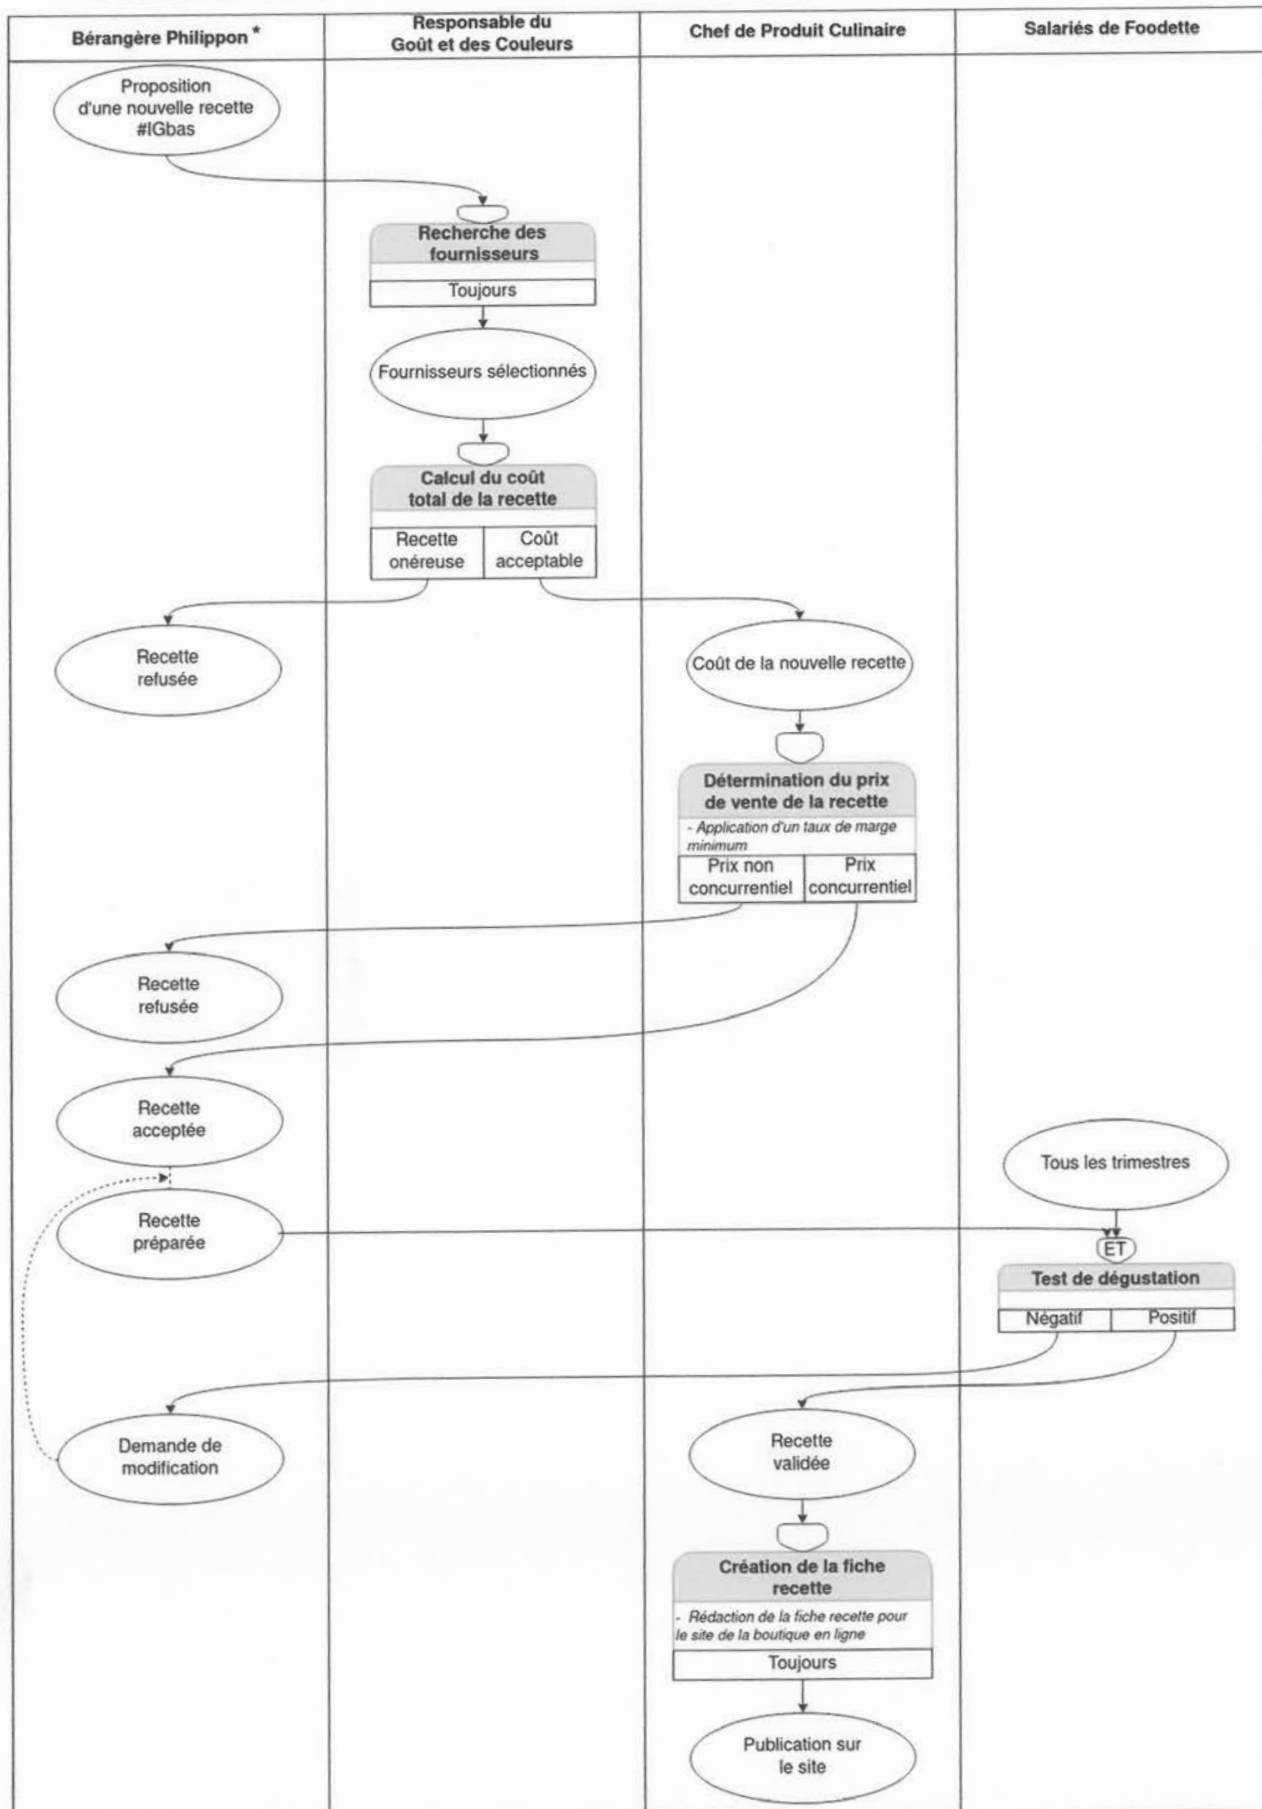 Bérangère Philippon *
Responsable du
Goût et des Couleurs
Chef de Produit Culinaire
Salariés de Foodette
Proposition
d'une nouvelle recette
#IGbas
Recherche des
fournisseurs
Toujours
Fournisseurs sélectionnés
Calcul du coût
total de la recette
Recette
onéreuse
Coût
acceptable
Recette
refusée
Coût de la nouvelle recette
Détermination du prix
de vente de la recette
- Application d'un taux de marge
minimum
Prix non
concurrentiel
Prix
concurrentiel
Recette
refusée
Recette
acceptée
Tous les trimestres
Recette
préparée
ET
Test de dégustation
Négatif
Positif
Demande de
modification
Recette
validée
Création de la fiche
recette
- Rédaction de la fiche recette pour
le site de la boutique en ligne
Toujours
Publication sur
le site